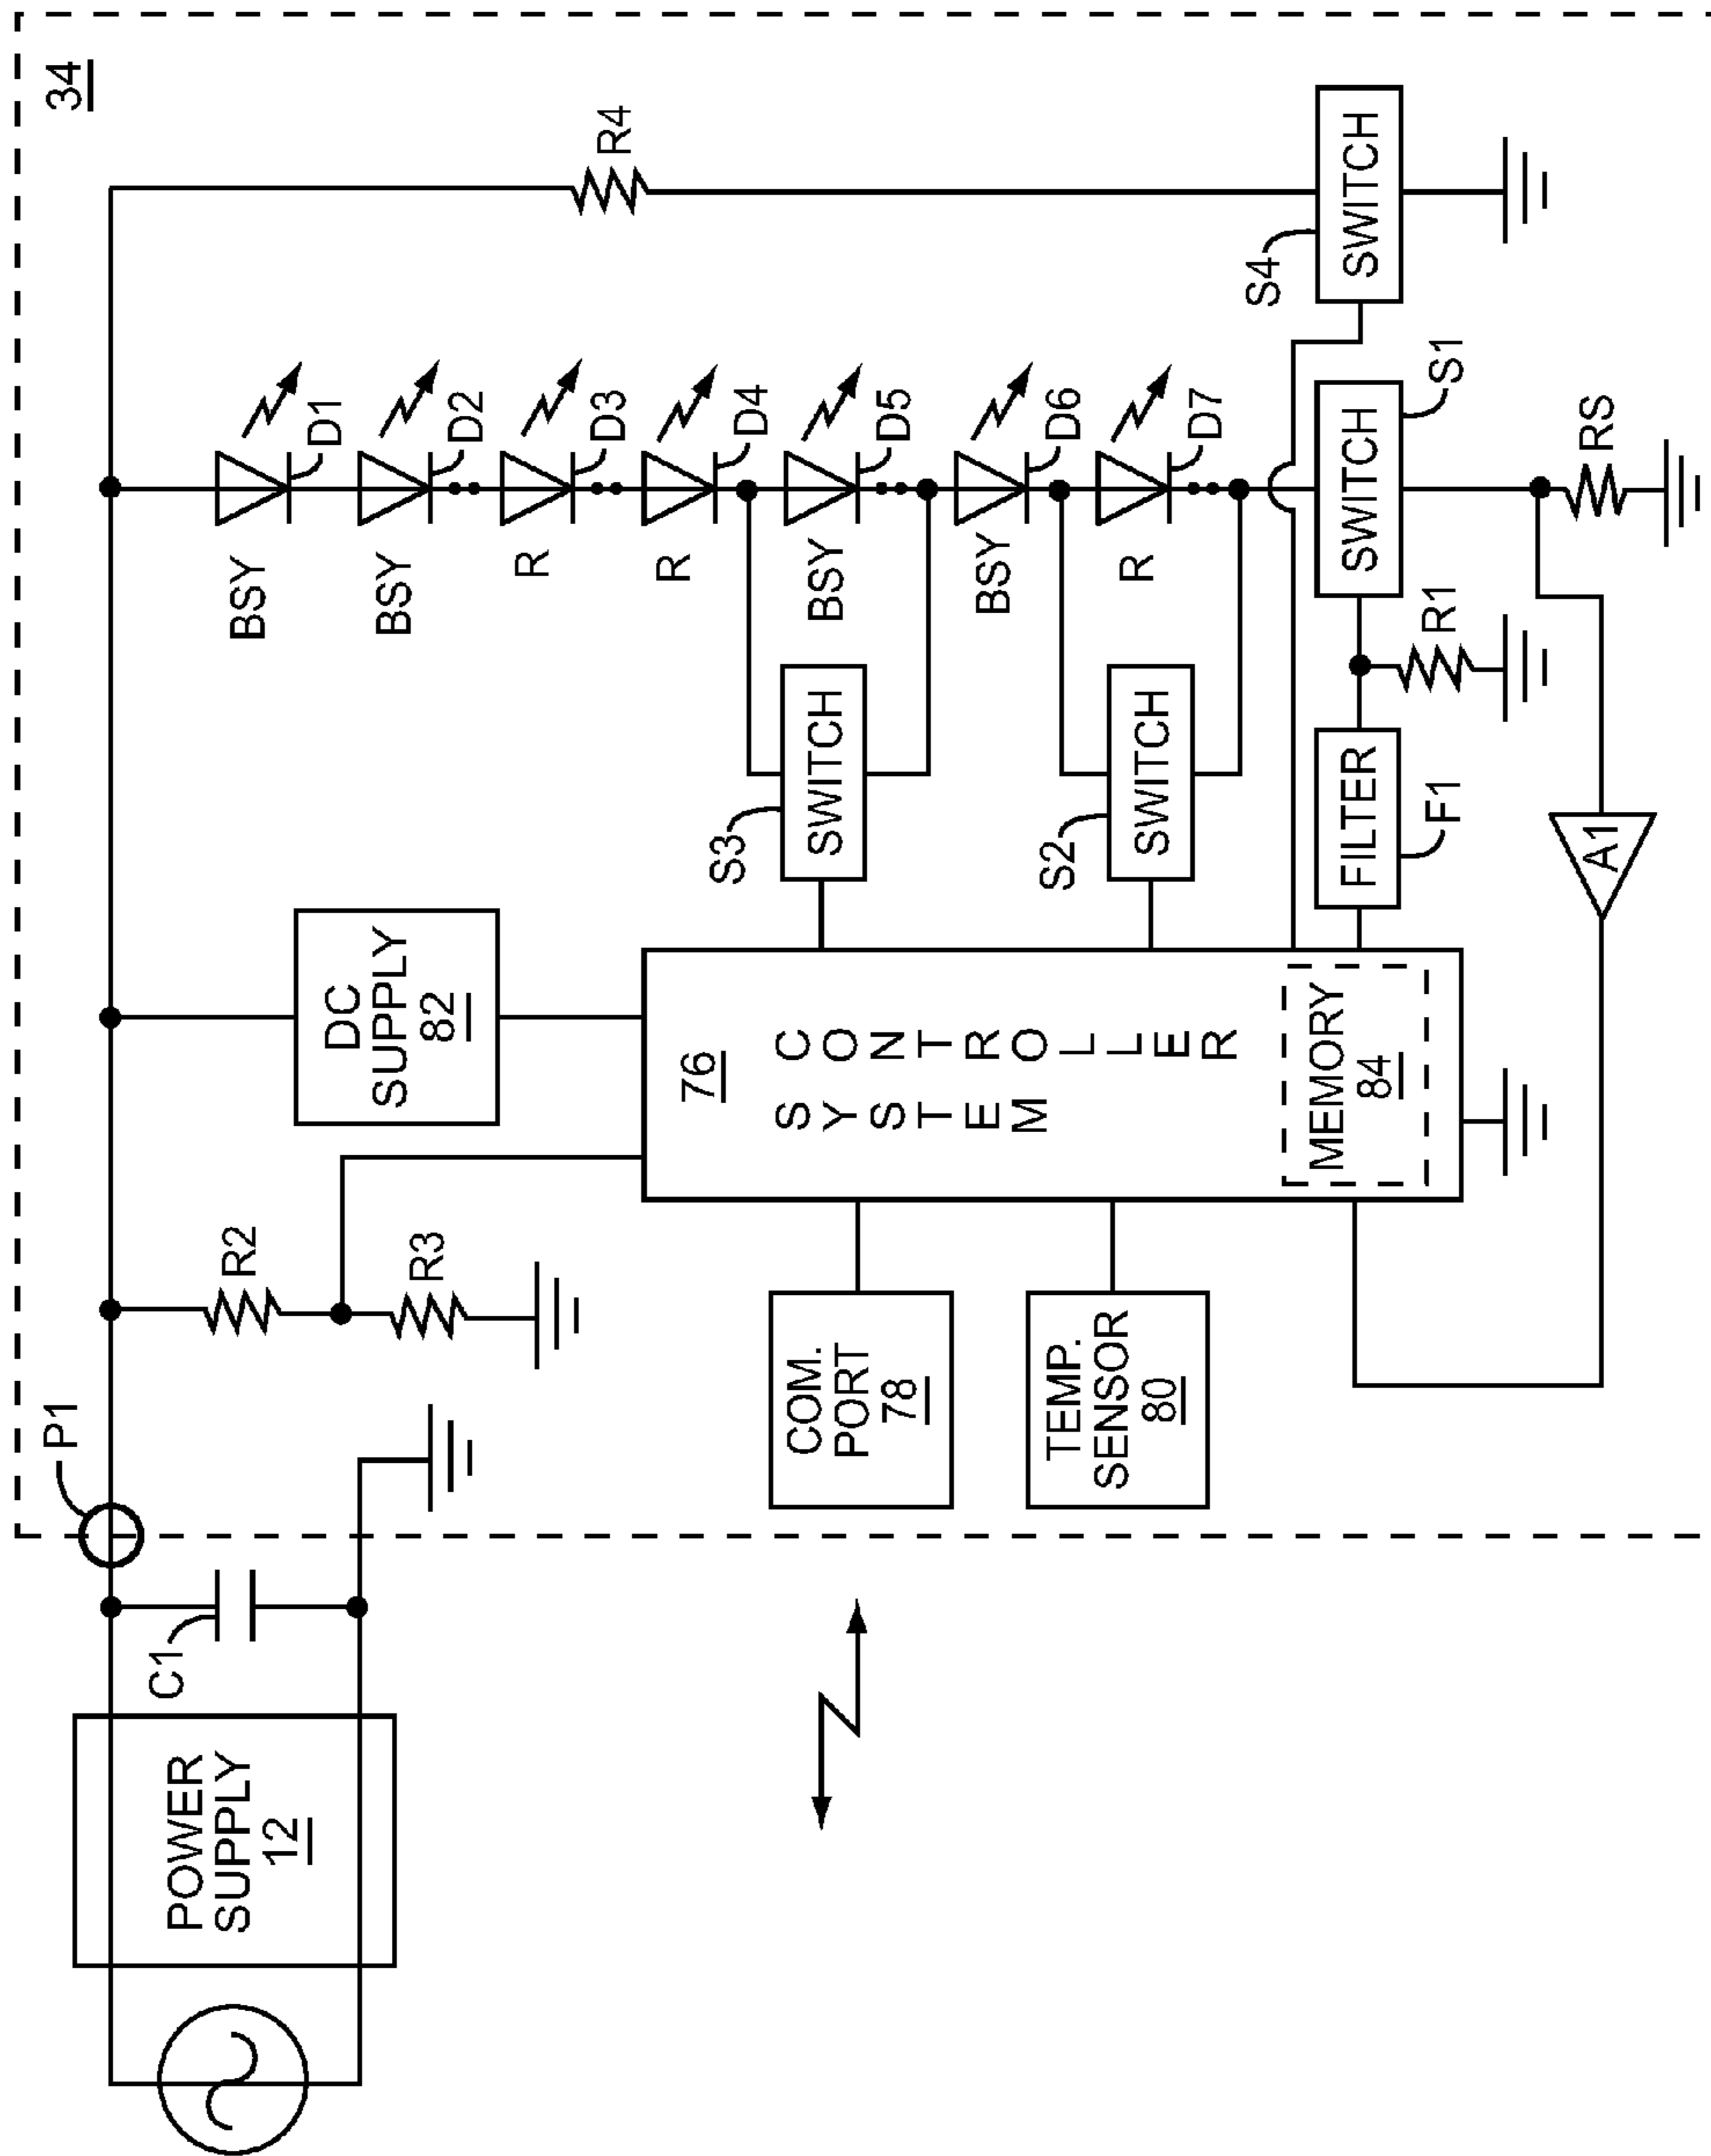 34
POWER
SUPPLY
12
C1
P1
R2
R3
DC
SUPPLY
82
COM.
PORT
78
TEMP.
SENSOR
80
76
SYSTEM
CONTROLLER
MEMORY
84
S3
SWITCH
S2
SWITCH
FILTER
F1
A1
R1
BSY
D1
BSY
D2
R
D3
R
D4
BSY
D5
BSY
D6
R
D7
SWITCH
S1
RS
R4
S4
SWITCH